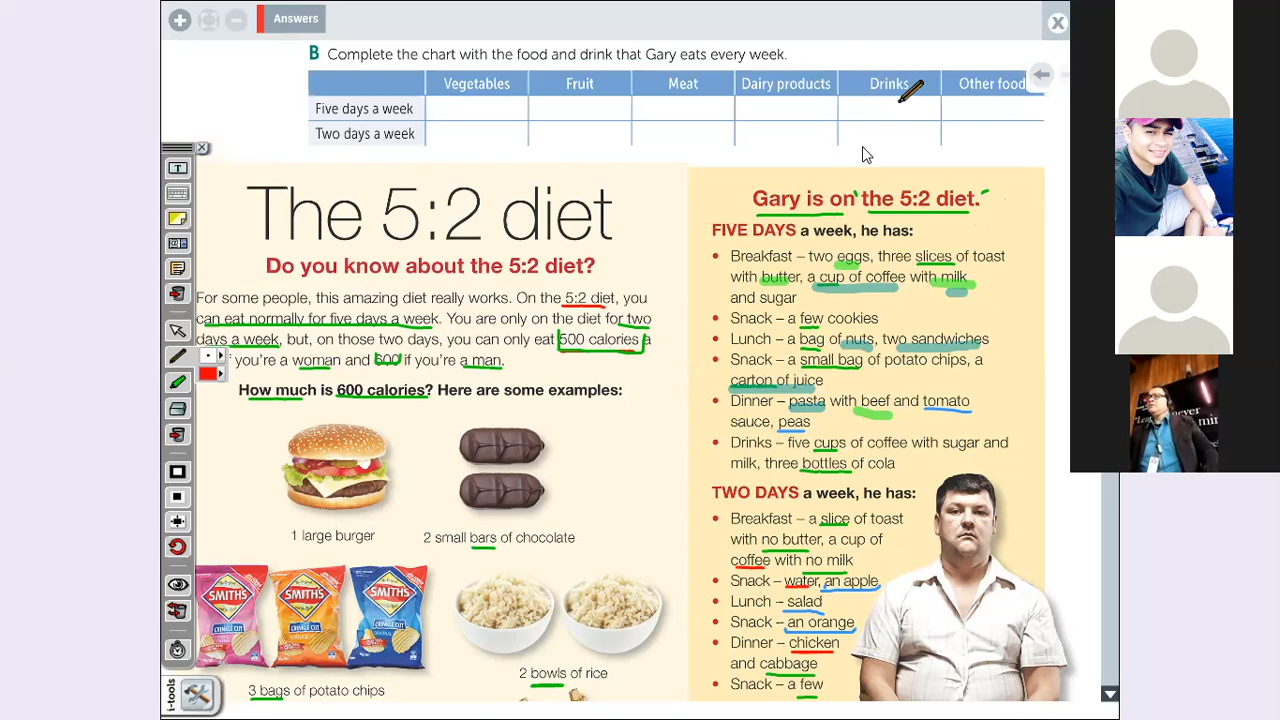 Answers
X
B Complete the chart with the food and drink that Gary eats every week.
Vegetables Fruit Meat Dairy products Drinks Other food
Five days a week
Two days a week
The 5:2 diet
Do you know about the 5:2 diet?
For some people, this amazing diet really works. On the 5:2 diet, you
can eat normally for five days a week. You are only on the diet for two
days a week, but, on those two days, you can only eat 500 calories a
if you're a woman and 600 if you're a man.
How much is 600 calories? Here are some examples:
1 large burger
2 small bars of chocolate
SMITHS SMITHS SMITHS
CRINKLE CUT CRINKLE CUT CRINKLE CUT
3 bags of potato chips
2 bowls of rice
Gary is on the 5:2 diet.
FIVE DAYS a week, he has:
• Breakfast – two eggs, three slices of toast
with butter, a cup of coffee with milk
and sugar
• Snack – a few cookies
• Lunch – a bag of nuts, two sandwiches
• Snack – a small bag of potato chips, a
carton of juice
• Dinner – pasta with beef and tomato
sauce, peas
• Drinks – five cups of coffee with sugar and
milk, three bottles of cola
TWO DAYS a week, he has:
• Breakfast – a slice of toast
with no butter, a cup of
coffee with no milk
• Snack – water, an apple
• Lunch – salad
• Snack – an orange
• Dinner – chicken
and cabbage
• Snack – a few
T
i-tools